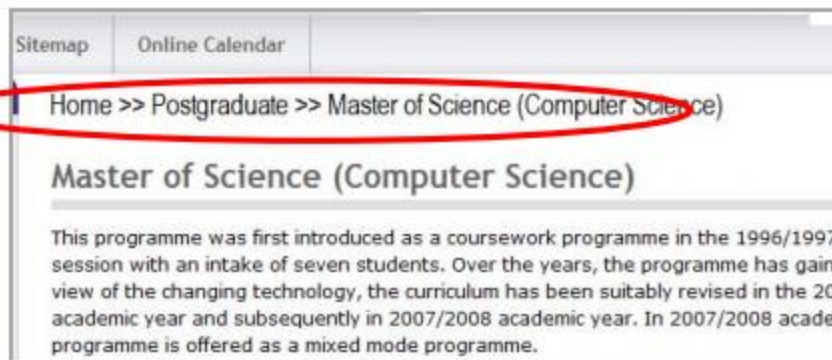 Sitemap Online Calendar
Home >> Postgraduate >> Master of Science (Computer Science)
Master of Science (Computer Science)
This programme was first introduced as a coursework programme in the 1996/1997
session with an intake of seven students. Over the years, the programme has gain
view of the changing technology, the curriculum has been suitably revised in the 20
academic year and subsequently in 2007/2008 academic year. In 2007/2008 acade
programme is offered as a mixed mode programme.